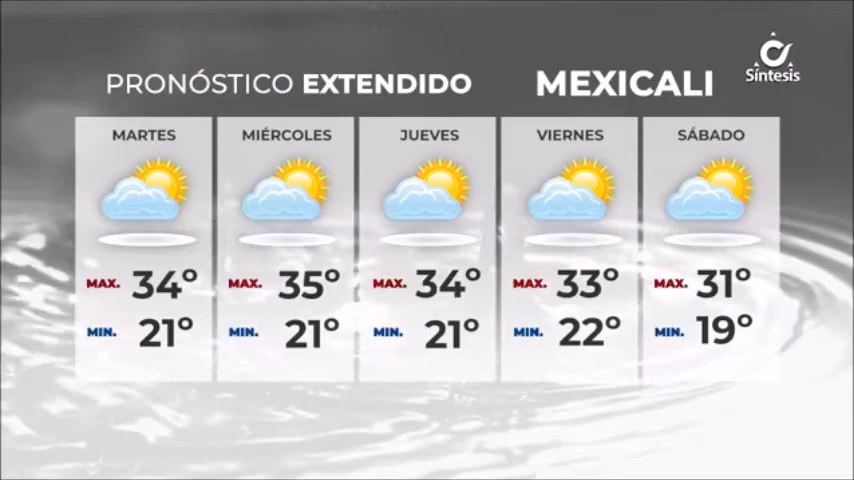 PRONÓSTICO EXTENDIDO
MEXICALI
Síntesis
MARTES
MAX. 34°
MIN. 21°
MIÉRCOLES
MAX. 35°
MIN. 21°
JUEVES
MAX. 34°
MIN. 21°
VIERNES
MAX. 33°
MIN. 22°
SÁBADO
MAX. 31°
MIN. 19°